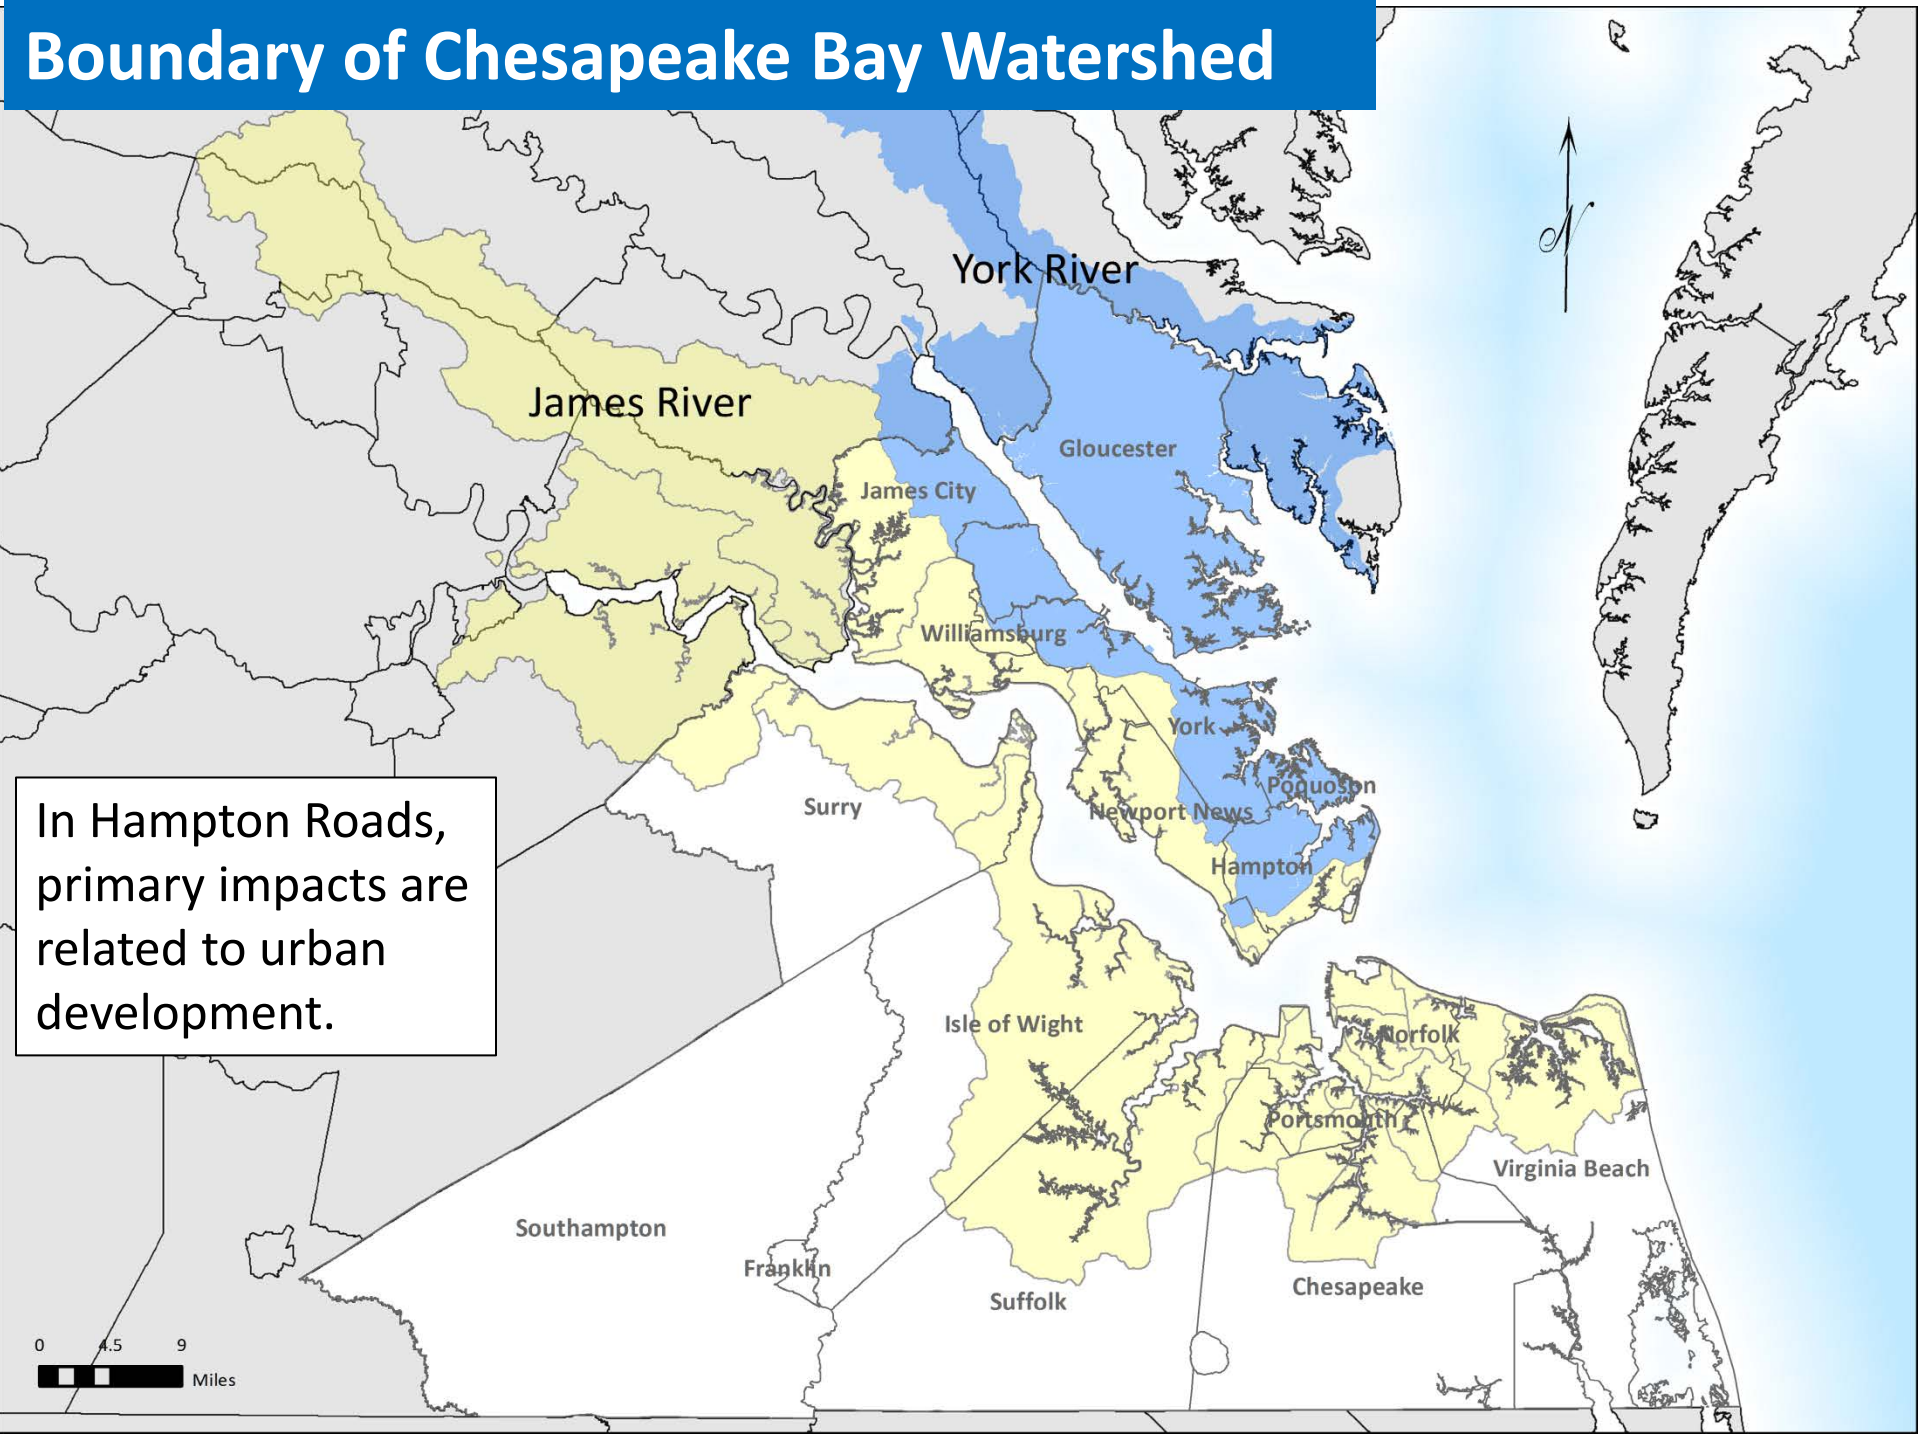 Boundary of Chesapeake Bay Watershed
N
York River
James River
Gloucester
James City
Williamsburg
York
Poquoson
Surry
Newport News
In Hampton Roads,
primary impacts are
related to urban
development.
Hampton
Isle of Wight
Norfolk
Portsmouth
Virginia Beach
Southampton
Franklin
Chesapeake
Suffolk
0 4.5 9
Miles